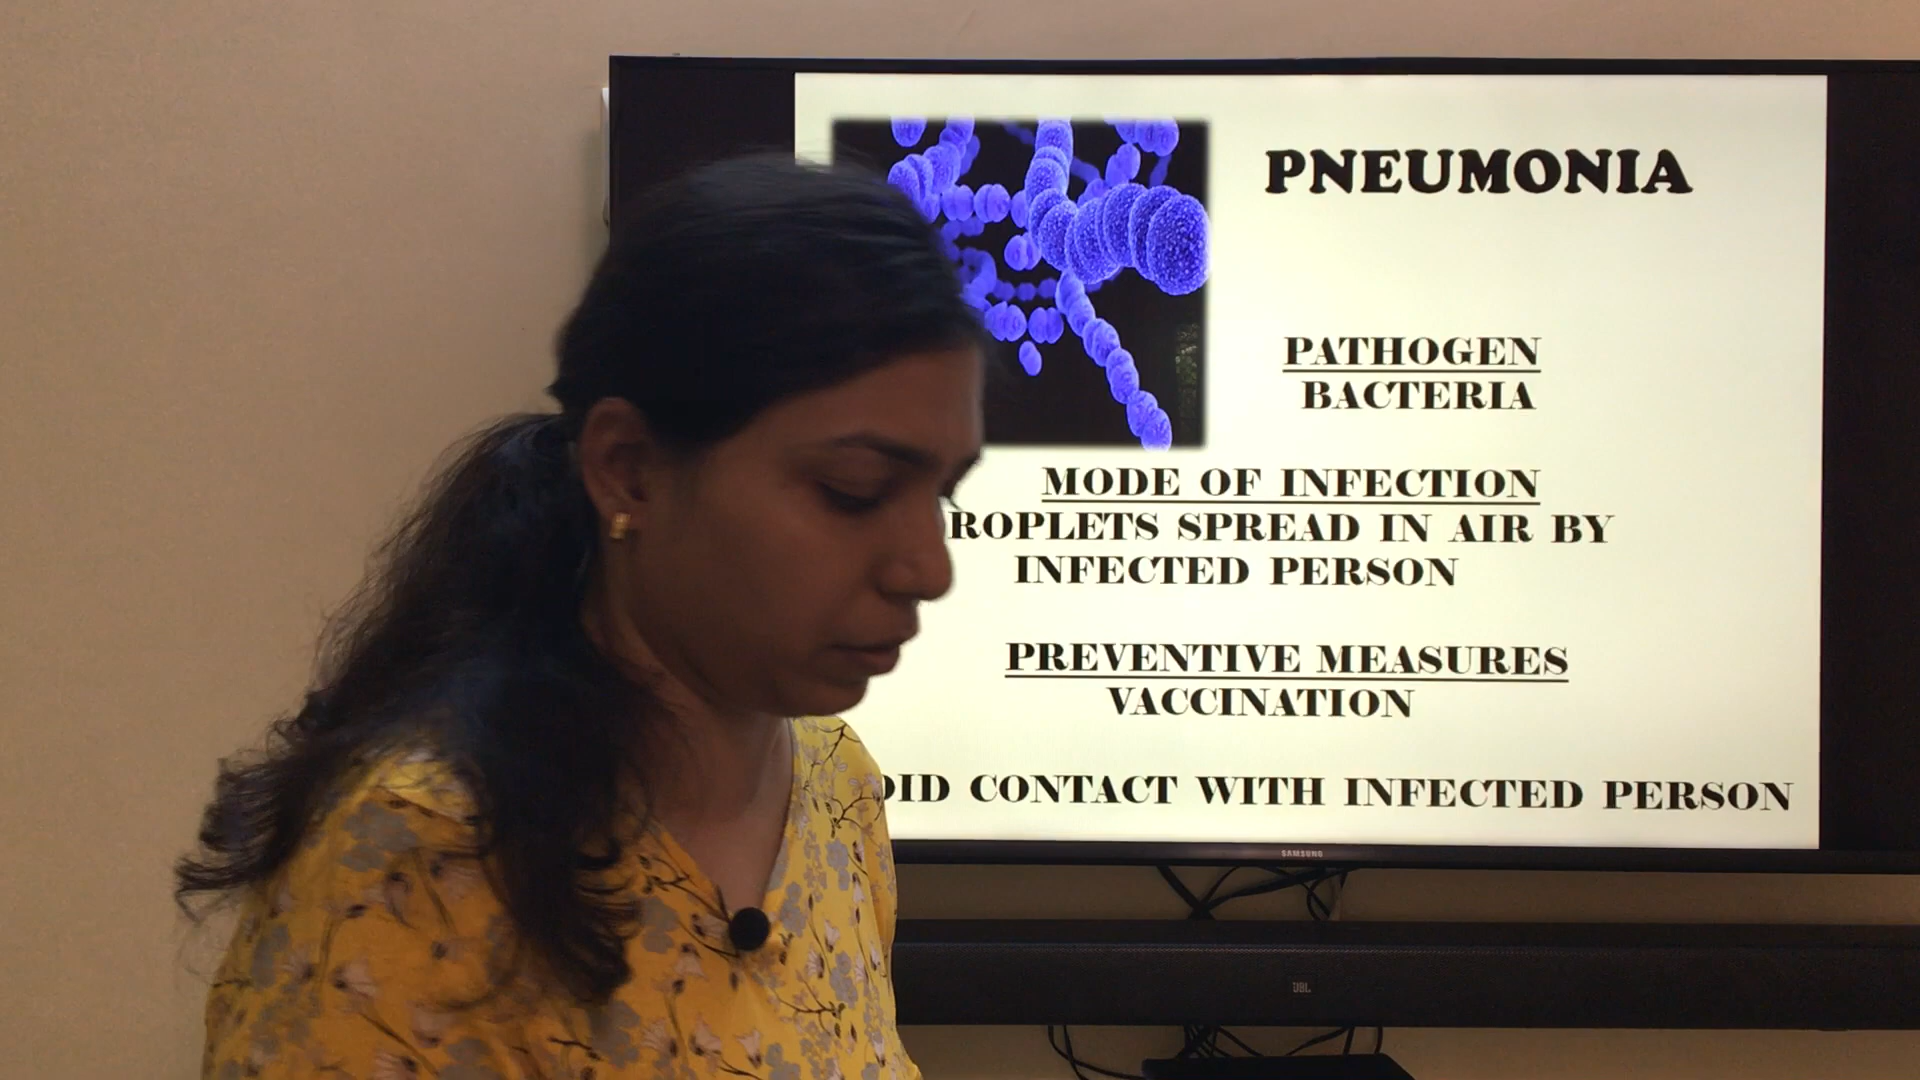 PNEUMONIA
PATHOGEN
BACTERIA
MODE OF INFECTION
ROPLETS SPREAD IN AIR BY
INFECTED PERSON
PREVENTIVE MEASURES
VACCINATION
OID CONTACT WITH INFECTED PERSON
SAMSUNG
JBL